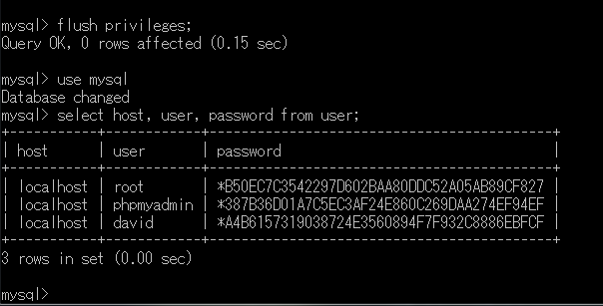 mysql> flush privileges;
Query OK, 0 rows affected (0.15 sec)
mysql> use mysql
Database changed
mysql> select host, user, password from user;
+-----------+------------+-------------------------------------------+
| host | user | password |
+-----------+------------+-------------------------------------------+
| localhost | root | *B50EC7C3542297D602BAA80DDC52A05AB89CF827 |
| localhost | phpmyadmin | *387B36D01A7C5EC3AF24E860C269DAA274EF94EF |
| localhost | david | *A4B6157319038724E3560894F7F932C8886EBFCF |
+-----------+------------+-------------------------------------------+
3 rows in set (0.00 sec)
mysql>